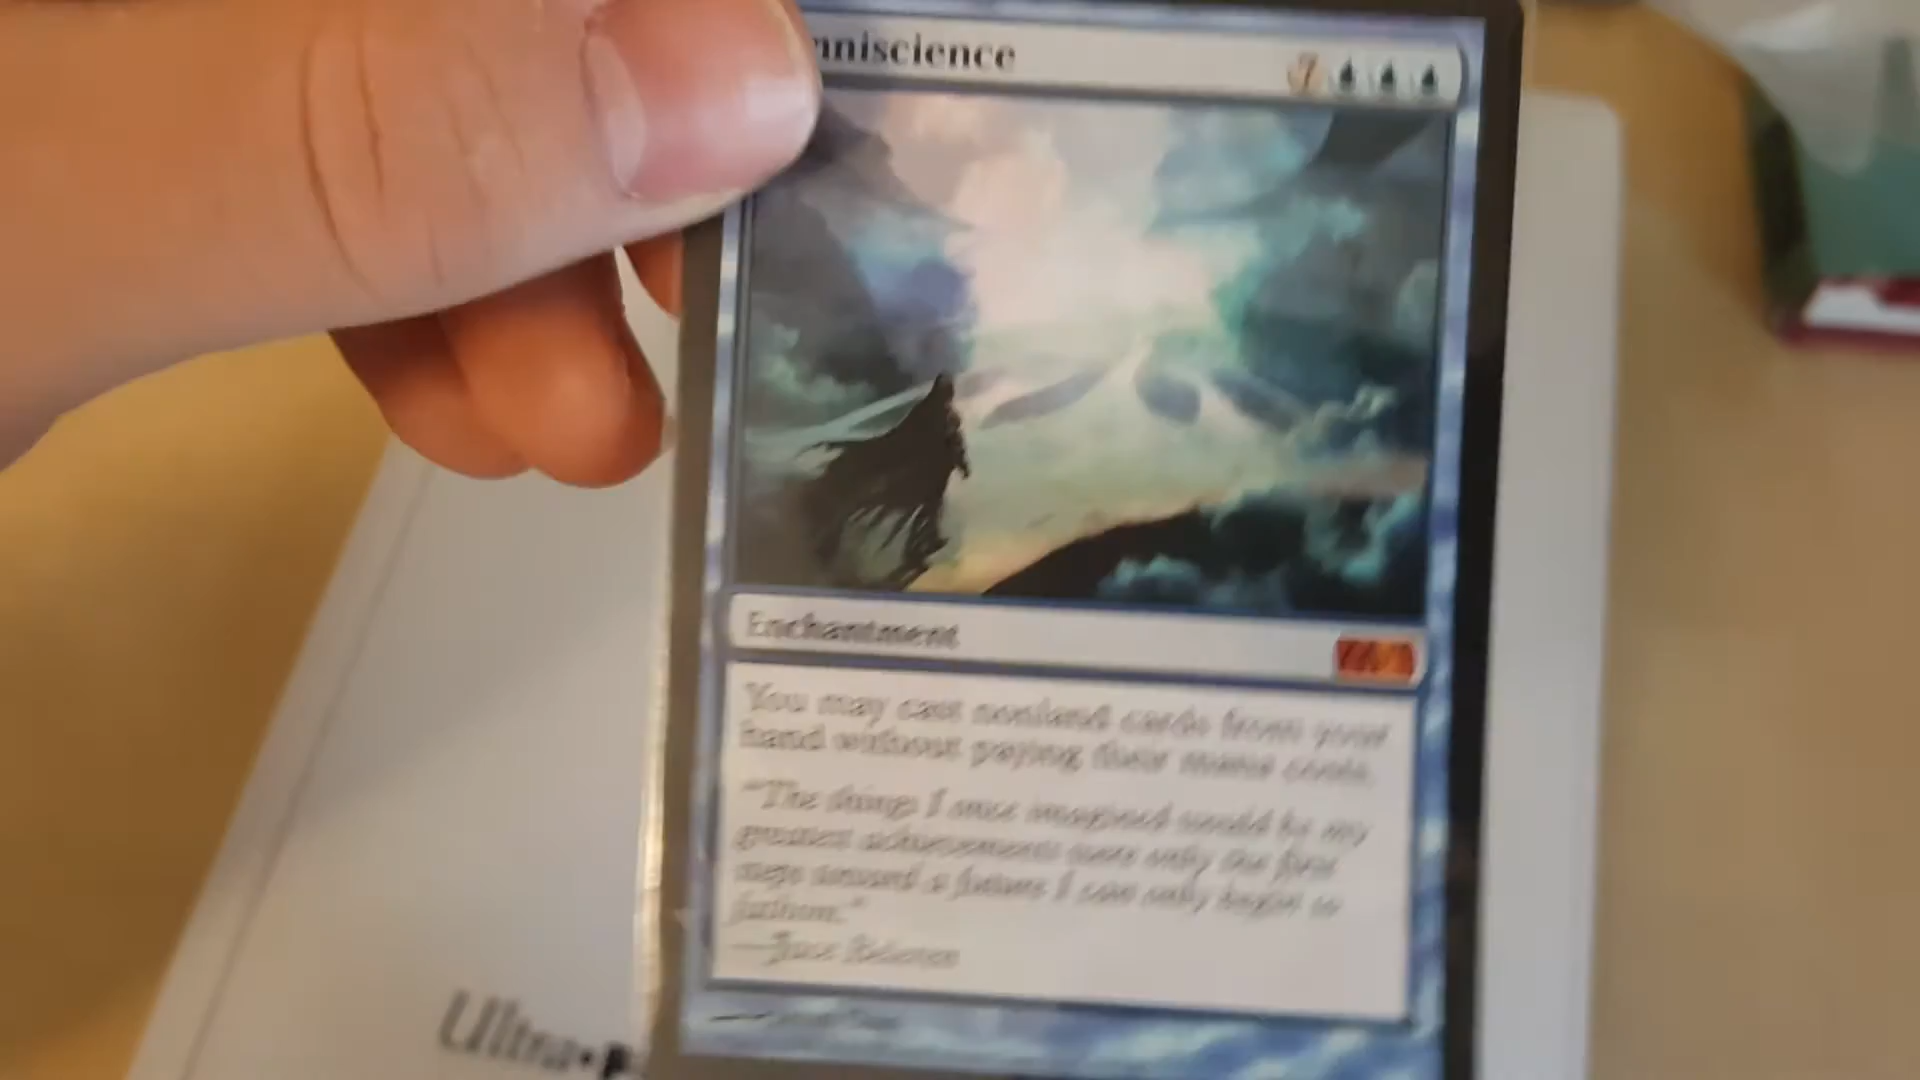 nniscience 7
Enchantment
You may cast nonland cards from your
hand without paying their mana costs.
"The things I once imagined would be my
greatest achievements were only the first
steps toward a future I can only begin to
fathom."
—Jace Beleren
Ultra•P